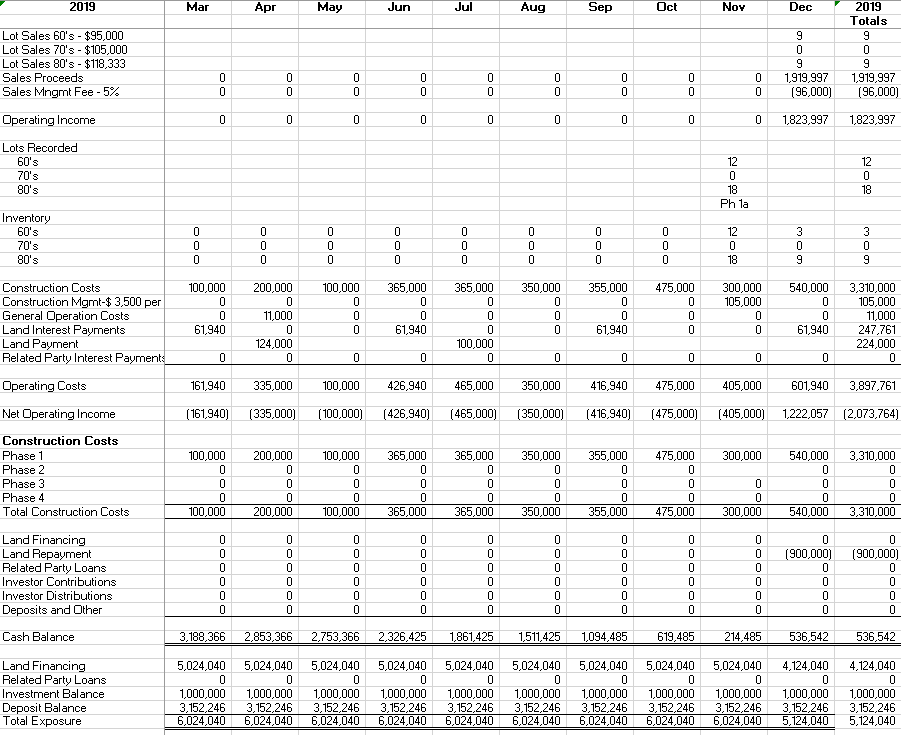 2019 Mar Apr May Jun Jul Aug Sep Oct Nov Dec 2019
Totals
Lot Sales 60's - $95,000 9 9
Lot Sales 70's - $105,000 0 0
Lot Sales 80's - $118,333 9 9
Sales Proceeds 0 0 0 0 0 0 0 0 0 1,919,997 1,919,997
Sales Mngmt Fee - 5% 0 0 0 0 0 0 0 0 0 (96,000) (96,000)
Operating Income 0 0 0 0 0 0 0 0 0 1,823,997 1,823,997
Lots Recorded
60's 12 12
70's 0 0
80's 18 18
Ph 1a
Inventory
60's 0 0 0 0 0 0 0 0 12 3 3
70's 0 0 0 0 0 0 0 0 0 0 0
80's 0 0 0 0 0 0 0 0 18 9 9
Construction Costs 100,000 200,000 100,000 365,000 365,000 350,000 355,000 475,000 300,000 540,000 3,310,000
Construction Mgmt-$ 3,500 per 0 0 0 0 0 0 0 0 105,000 0 105,000
General Operation Costs 0 11,000 0 0 0 0 0 0 0 0 11,000
Land Interest Payments 61,940 0 0 61,940 0 0 61,940 0 0 61,940 247,761
Land Payment 124,000 100,000 224,000
Related Party Interest Payments 0 0 0 0 0 0 0 0 0 0 0
Operating Costs 161,940 335,000 100,000 426,940 465,000 350,000 416,940 475,000 405,000 601,940 3,897,761
Net Operating Income (161,940) (335,000) (100,000) (426,940) (465,000) (350,000) (416,940) (475,000) (405,000) 1,222,057 (2,073,764)
Construction Costs
Phase 1 100,000 200,000 100,000 365,000 365,000 350,000 355,000 475,000 300,000 540,000 3,310,000
Phase 2 0 0 0 0 0 0 0 0 0 0
Phase 3 0 0 0 0 0 0 0 0 0 0 0
Phase 4 0 0 0 0 0 0 0 0 0 0 0
Total Construction Costs 100,000 200,000 100,000 365,000 365,000 350,000 355,000 475,000 300,000 540,000 3,310,000
Land Financing 0 0 0 0 0 0 0 0 0 0 0
Land Repayment 0 0 0 0 0 0 0 0 0 (900,000) (900,000)
Related Party Loans 0 0 0 0 0 0 0 0 0 0 0
Investor Contributions 0 0 0 0 0 0 0 0 0 0 0
Investor Distributions 0 0 0 0 0 0 0 0 0 0 0
Deposits and Other 0 0 0 0 0 0 0 0 0 0 0
Cash Balance 3,188,366 2,853,366 2,753,366 2,326,425 1,861,425 1,511,425 1,094,485 619,485 214,485 536,542 536,542
Land Financing 5,024,040 5,024,040 5,024,040 5,024,040 5,024,040 5,024,040 5,024,040 5,024,040 5,024,040 4,124,040 4,124,040
Related Party Loans 0 0 0 0 0 0 0 0 0 0 0
Investment Balance 1,000,000 1,000,000 1,000,000 1,000,000 1,000,000 1,000,000 1,000,000 1,000,000 1,000,000 1,000,000 1,000,000
Deposit Balance 3,152,246 3,152,246 3,152,246 3,152,246 3,152,246 3,152,246 3,152,246 3,152,246 3,152,246 3,152,246 3,152,246
Total Exposure 6,024,040 6,024,040 6,024,040 6,024,040 6,024,040 6,024,040 6,024,040 6,024,040 6,024,040 5,124,040 5,124,040